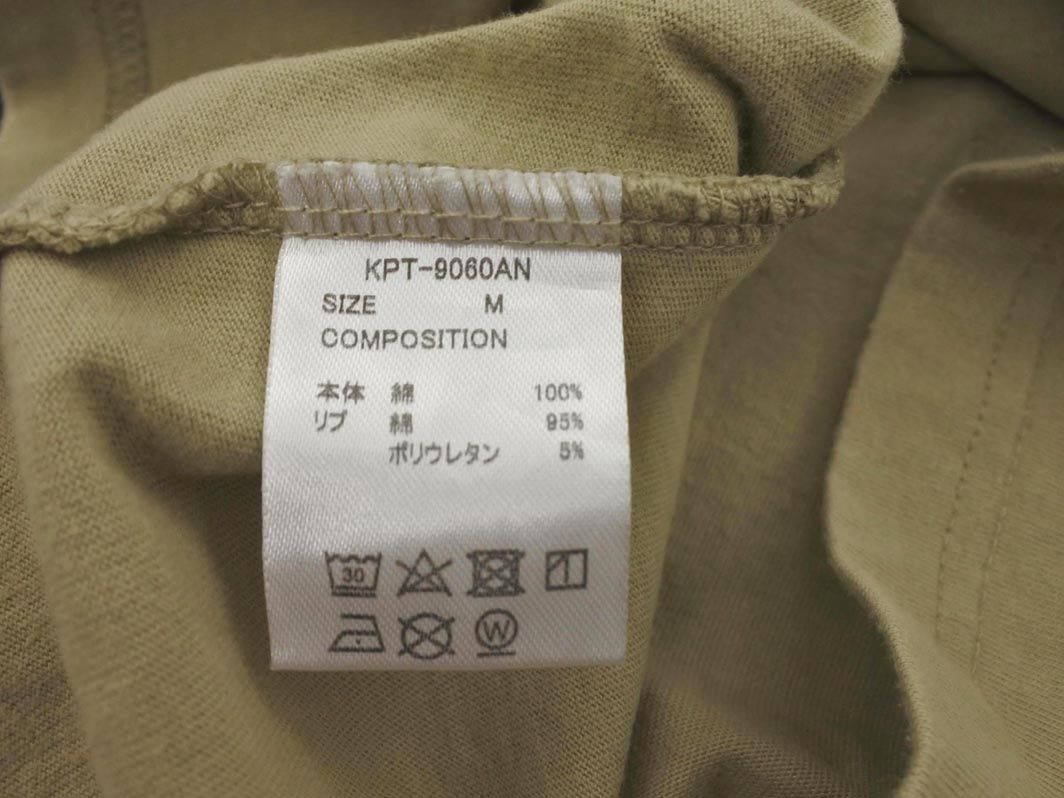 KPT-9060AN
SIZE M
COMPOSITION
本体 綿 100%
リブ 綿 95%
ポリウレタン 5%
30
W